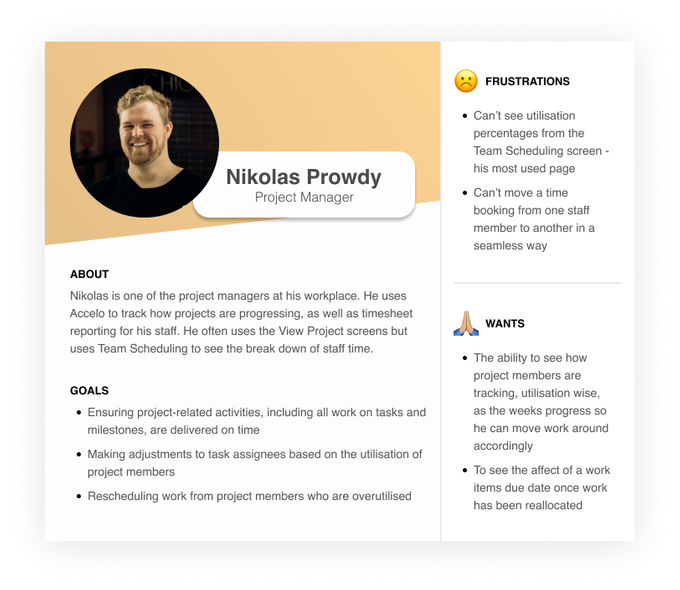 Nikolas Prowdy
Project Manager
ABOUT
Nikolas is one of the project managers at his workplace. He uses
Accelo to track how projects are progressing, as well as timesheet
reporting for his staff. He often uses the View Project screens but
uses Team Scheduling to see the break down of staff time.
GOALS
• Ensuring project-related activities, including all work on tasks and
milestones, are delivered on time
• Making adjustments to task assignees based on the utilisation of
project members
• Rescheduling work from project members who are overutilised
FRUSTRATIONS
• Can't see utilisation
percentages from the
Team Scheduling screen -
his most used page
• Can't move a time
booking from one staff
member to another in a
seamless way
WANTS
• The ability to see how
project members are
tracking, utilisation wise,
as the weeks progress so
he can move work around
accordingly
• To see the affect of a work
items due date once work
has been reallocated